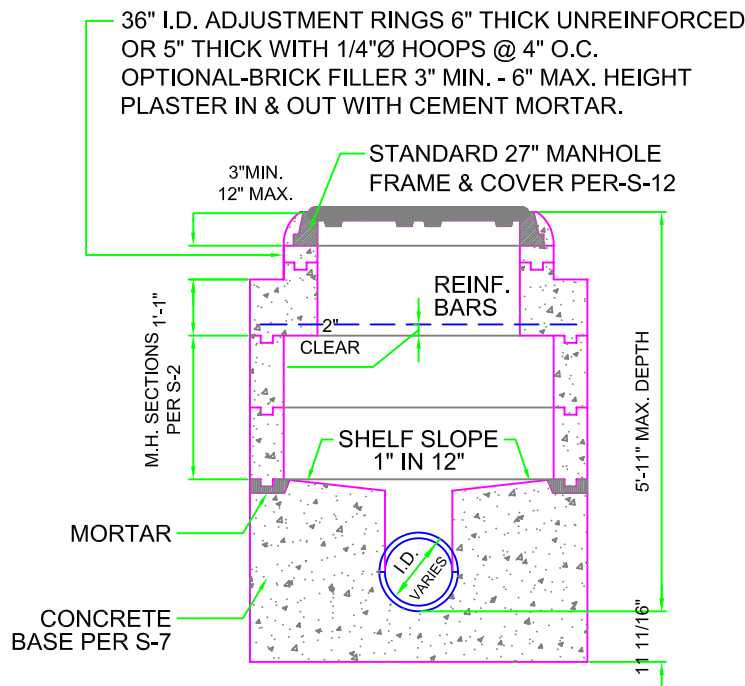 36" I.D. ADJUSTMENT RINGS 6" THICK UNREINFORCED
OR 5" THICK WITH 1/4"Ø HOOPS @ 4" O.C.
OPTIONAL-BRICK FILLER 3" MIN. - 6" MAX. HEIGHT
PLASTER IN & OUT WITH CEMENT MORTAR.
STANDARD 27" MANHOLE
FRAME & COVER PER-S-12
3"MIN.
12" MAX.
REINF.
BARS
2"
CLEAR
1'-1"
M.H. SECTIONS
PER S-2
SHELF SLOPE
1" IN 12"
5'-11" MAX. DEPTH
MORTAR
I.D.
VARIES
CONCRETE
BASE PER S-7
11 11/16"